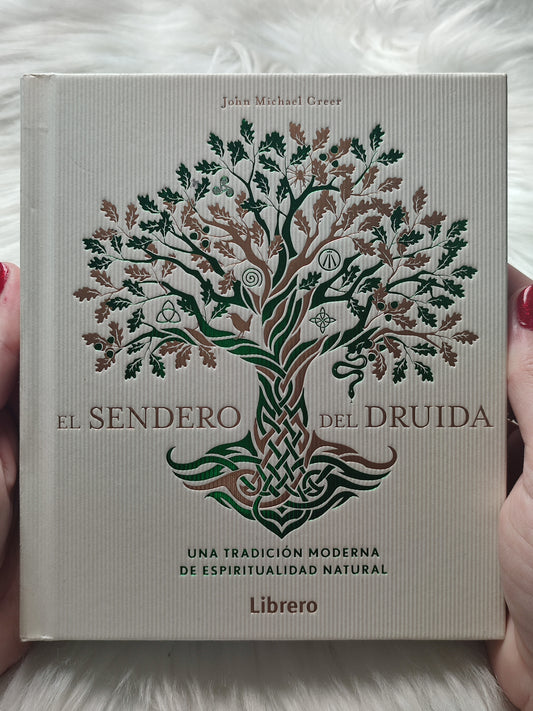 John Michael Greer
EL SENDERO DEL DRUIDA
UNA TRADICIÓN MODERNA
DE ESPIRITUALIDAD NATURAL
Librero